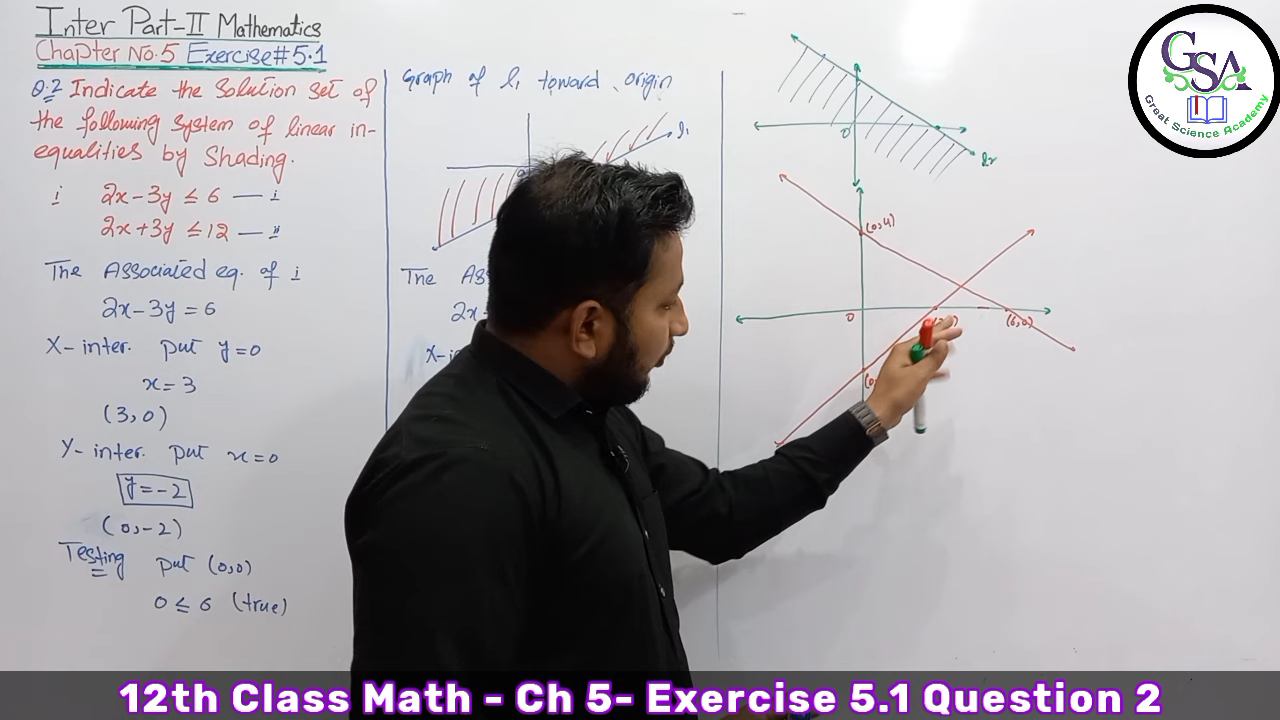 Inter Part-II Mathematics
Chapter No.5 Exercise#5.1
Q.2 Indicate the Solution Set of
the following System of linear in-
equalities by Shading.
i 2x-3y ≤ 6 — i
2x+3y ≤ 12 — ii
The Associated eq. of i
2x-3y = 6
X-inter. put y=0
x=3
(3,0)
Y-inter. put x=0
y=-2
(0,-2)
Testing put (0,0)
0 ≤ 6 (true)
Graph of l1 toward origin
l1
The
2x
X-in
0
l2
(0,4)
0
(6,0)
GSA
Great Science Academy
12th Class Math - Ch 5- Exercise 5.1 Question 2